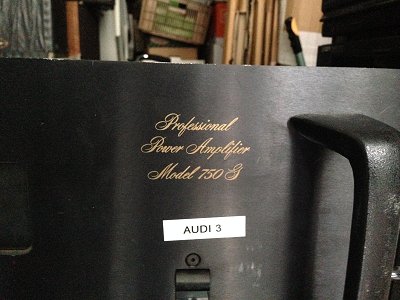 Professional
Power Amplifier
Model 750 G
AUDI 3